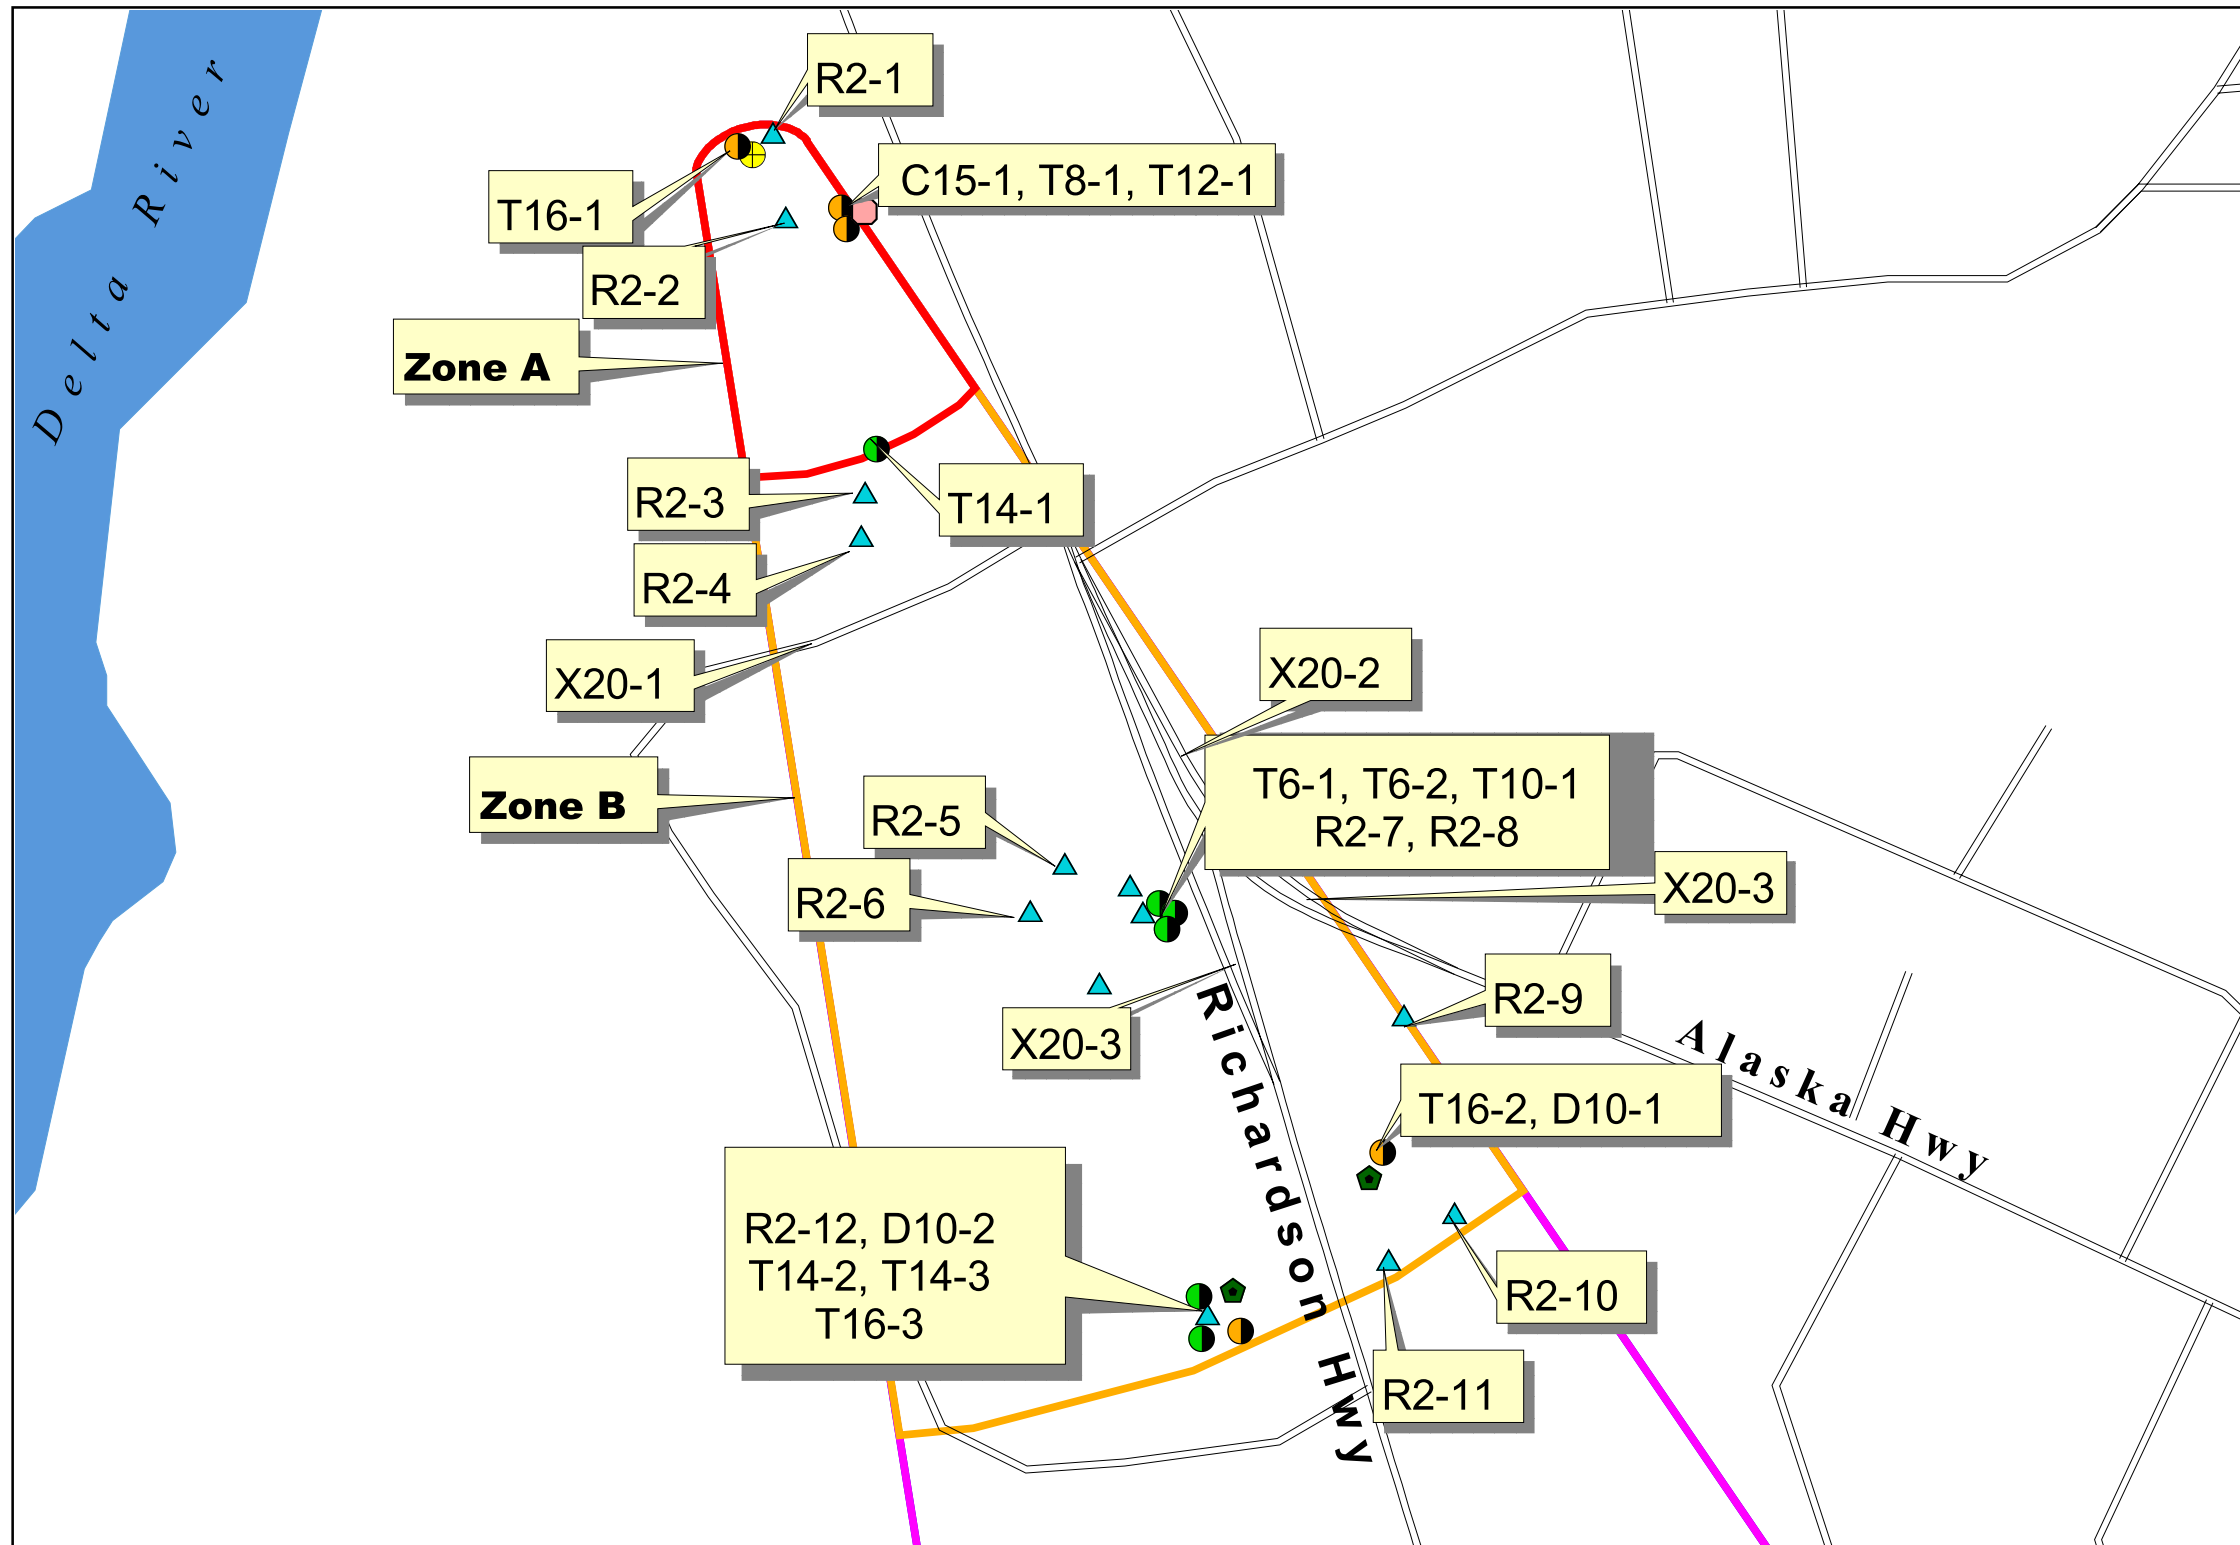 Delta River
R2-1
C15-1, T8-1, T12-1
T16-1
R2-2
Zone A
R2-3
T14-1
R2-4
X20-1
X20-2
Zone B
R2-5
T6-1, T6-2, T10-1
R2-7, R2-8
X20-3
R2-6
R2-9
X20-3
Richardson Hwy
Alaska Hwy
T16-2, D10-1
R2-12, D10-2
T14-2, T14-3
T16-3
R2-10
R2-11